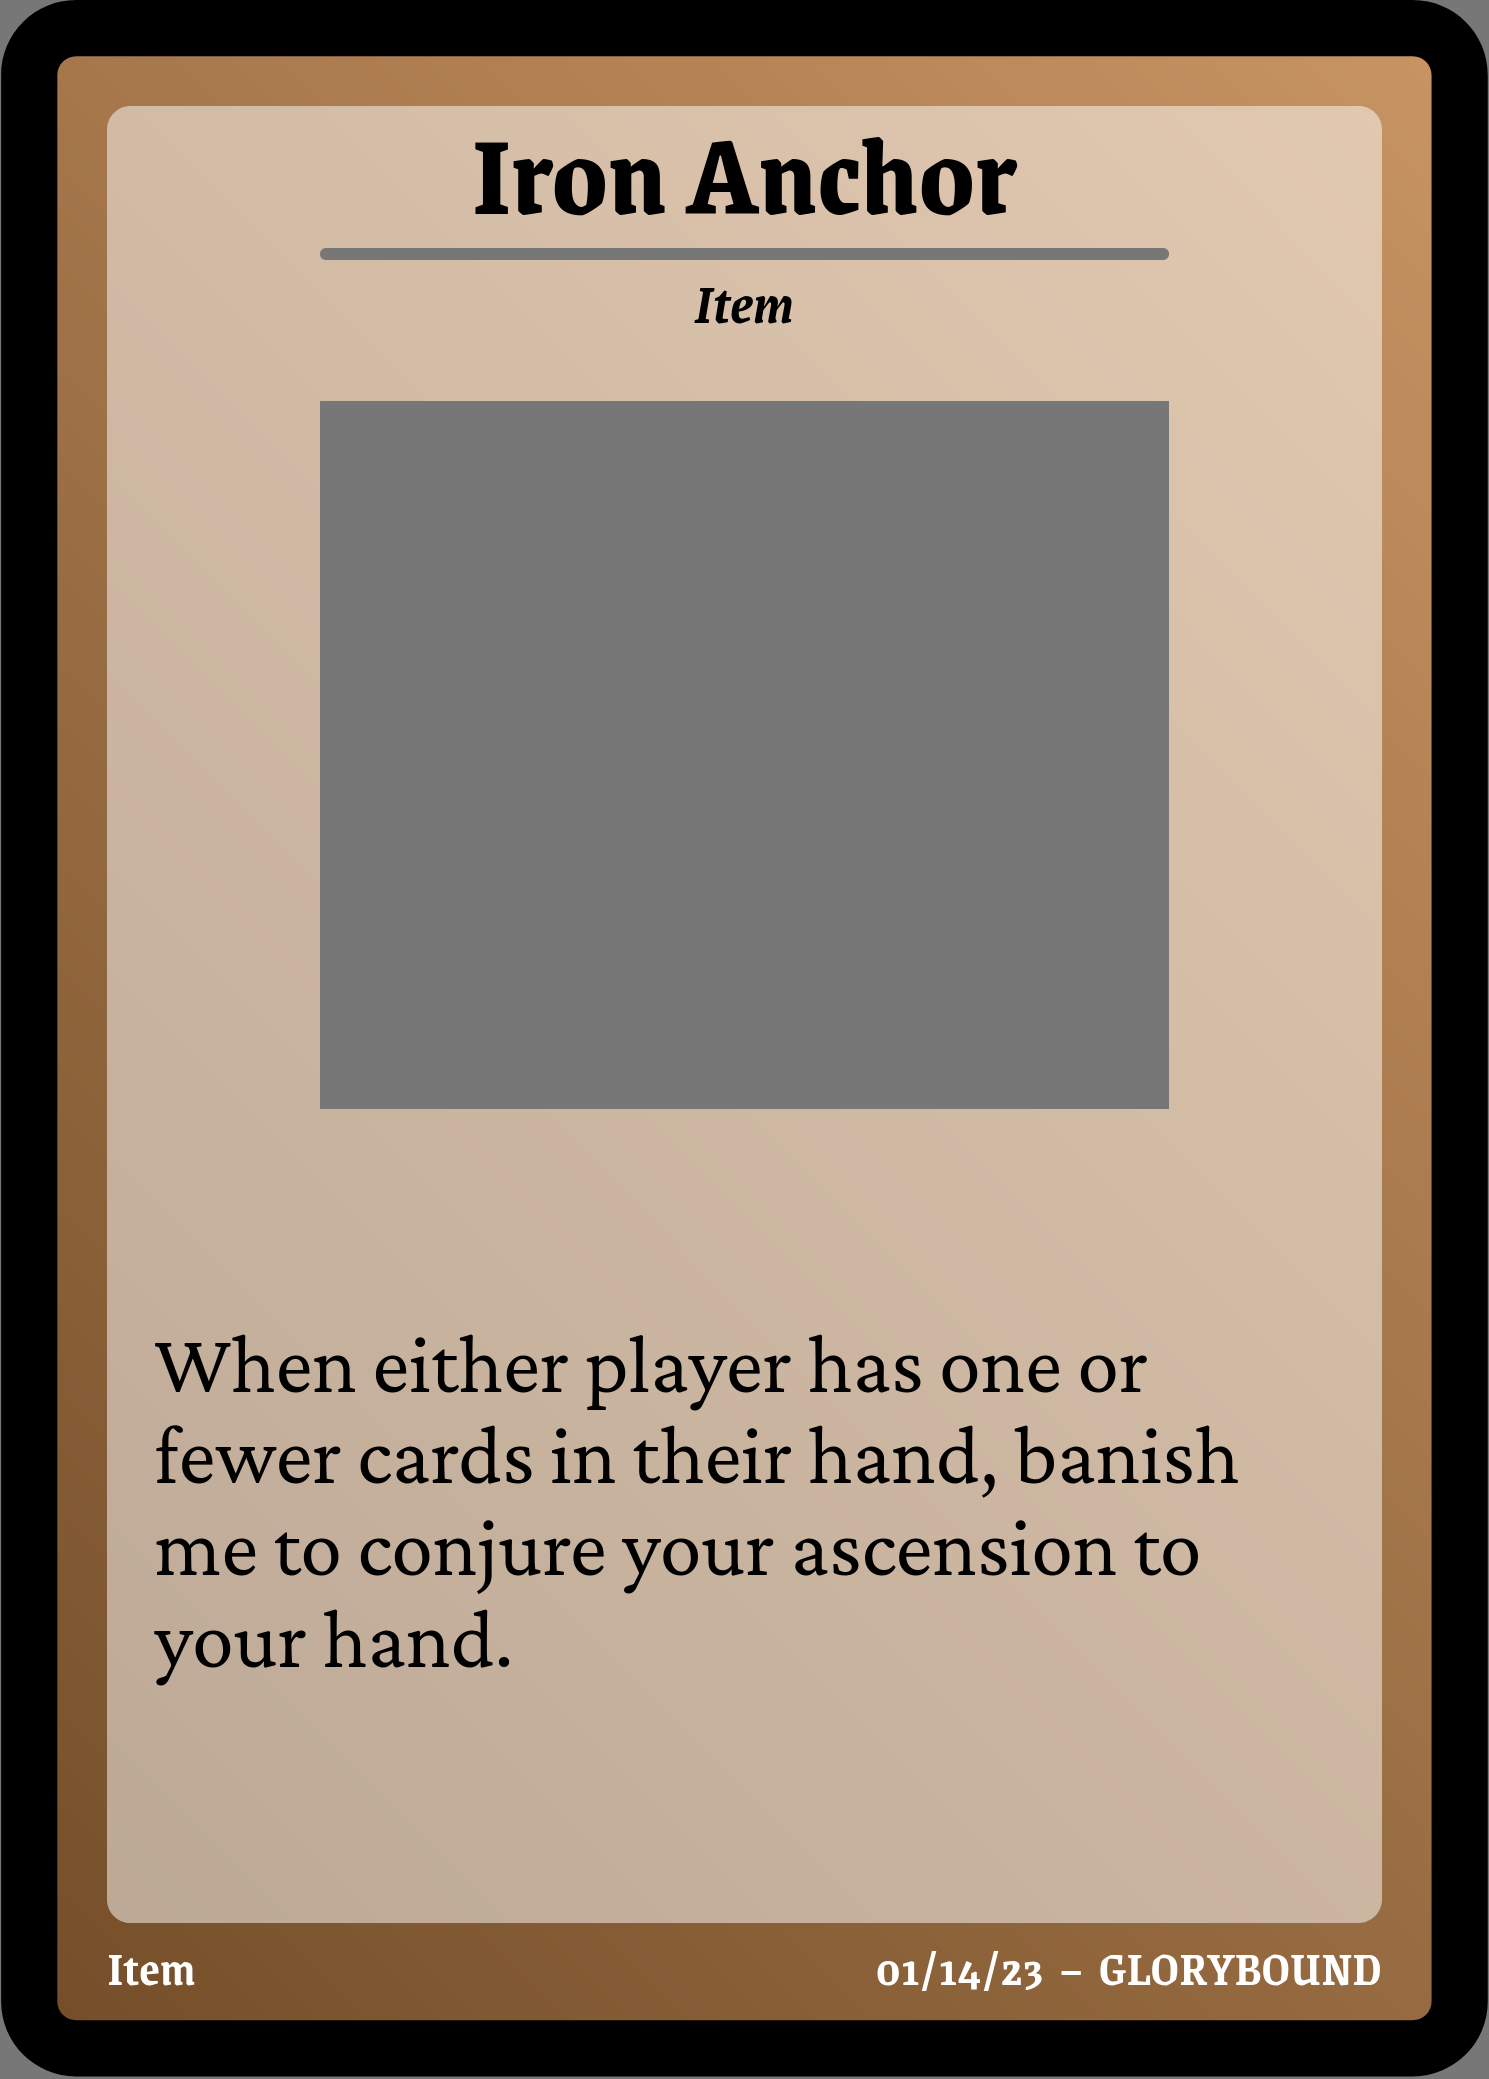 Iron Anchor
Item
When either player has one or
fewer cards in their hand, banish
me to conjure your ascension to
your hand.
Item
01/14/23 – GLORYBOUND